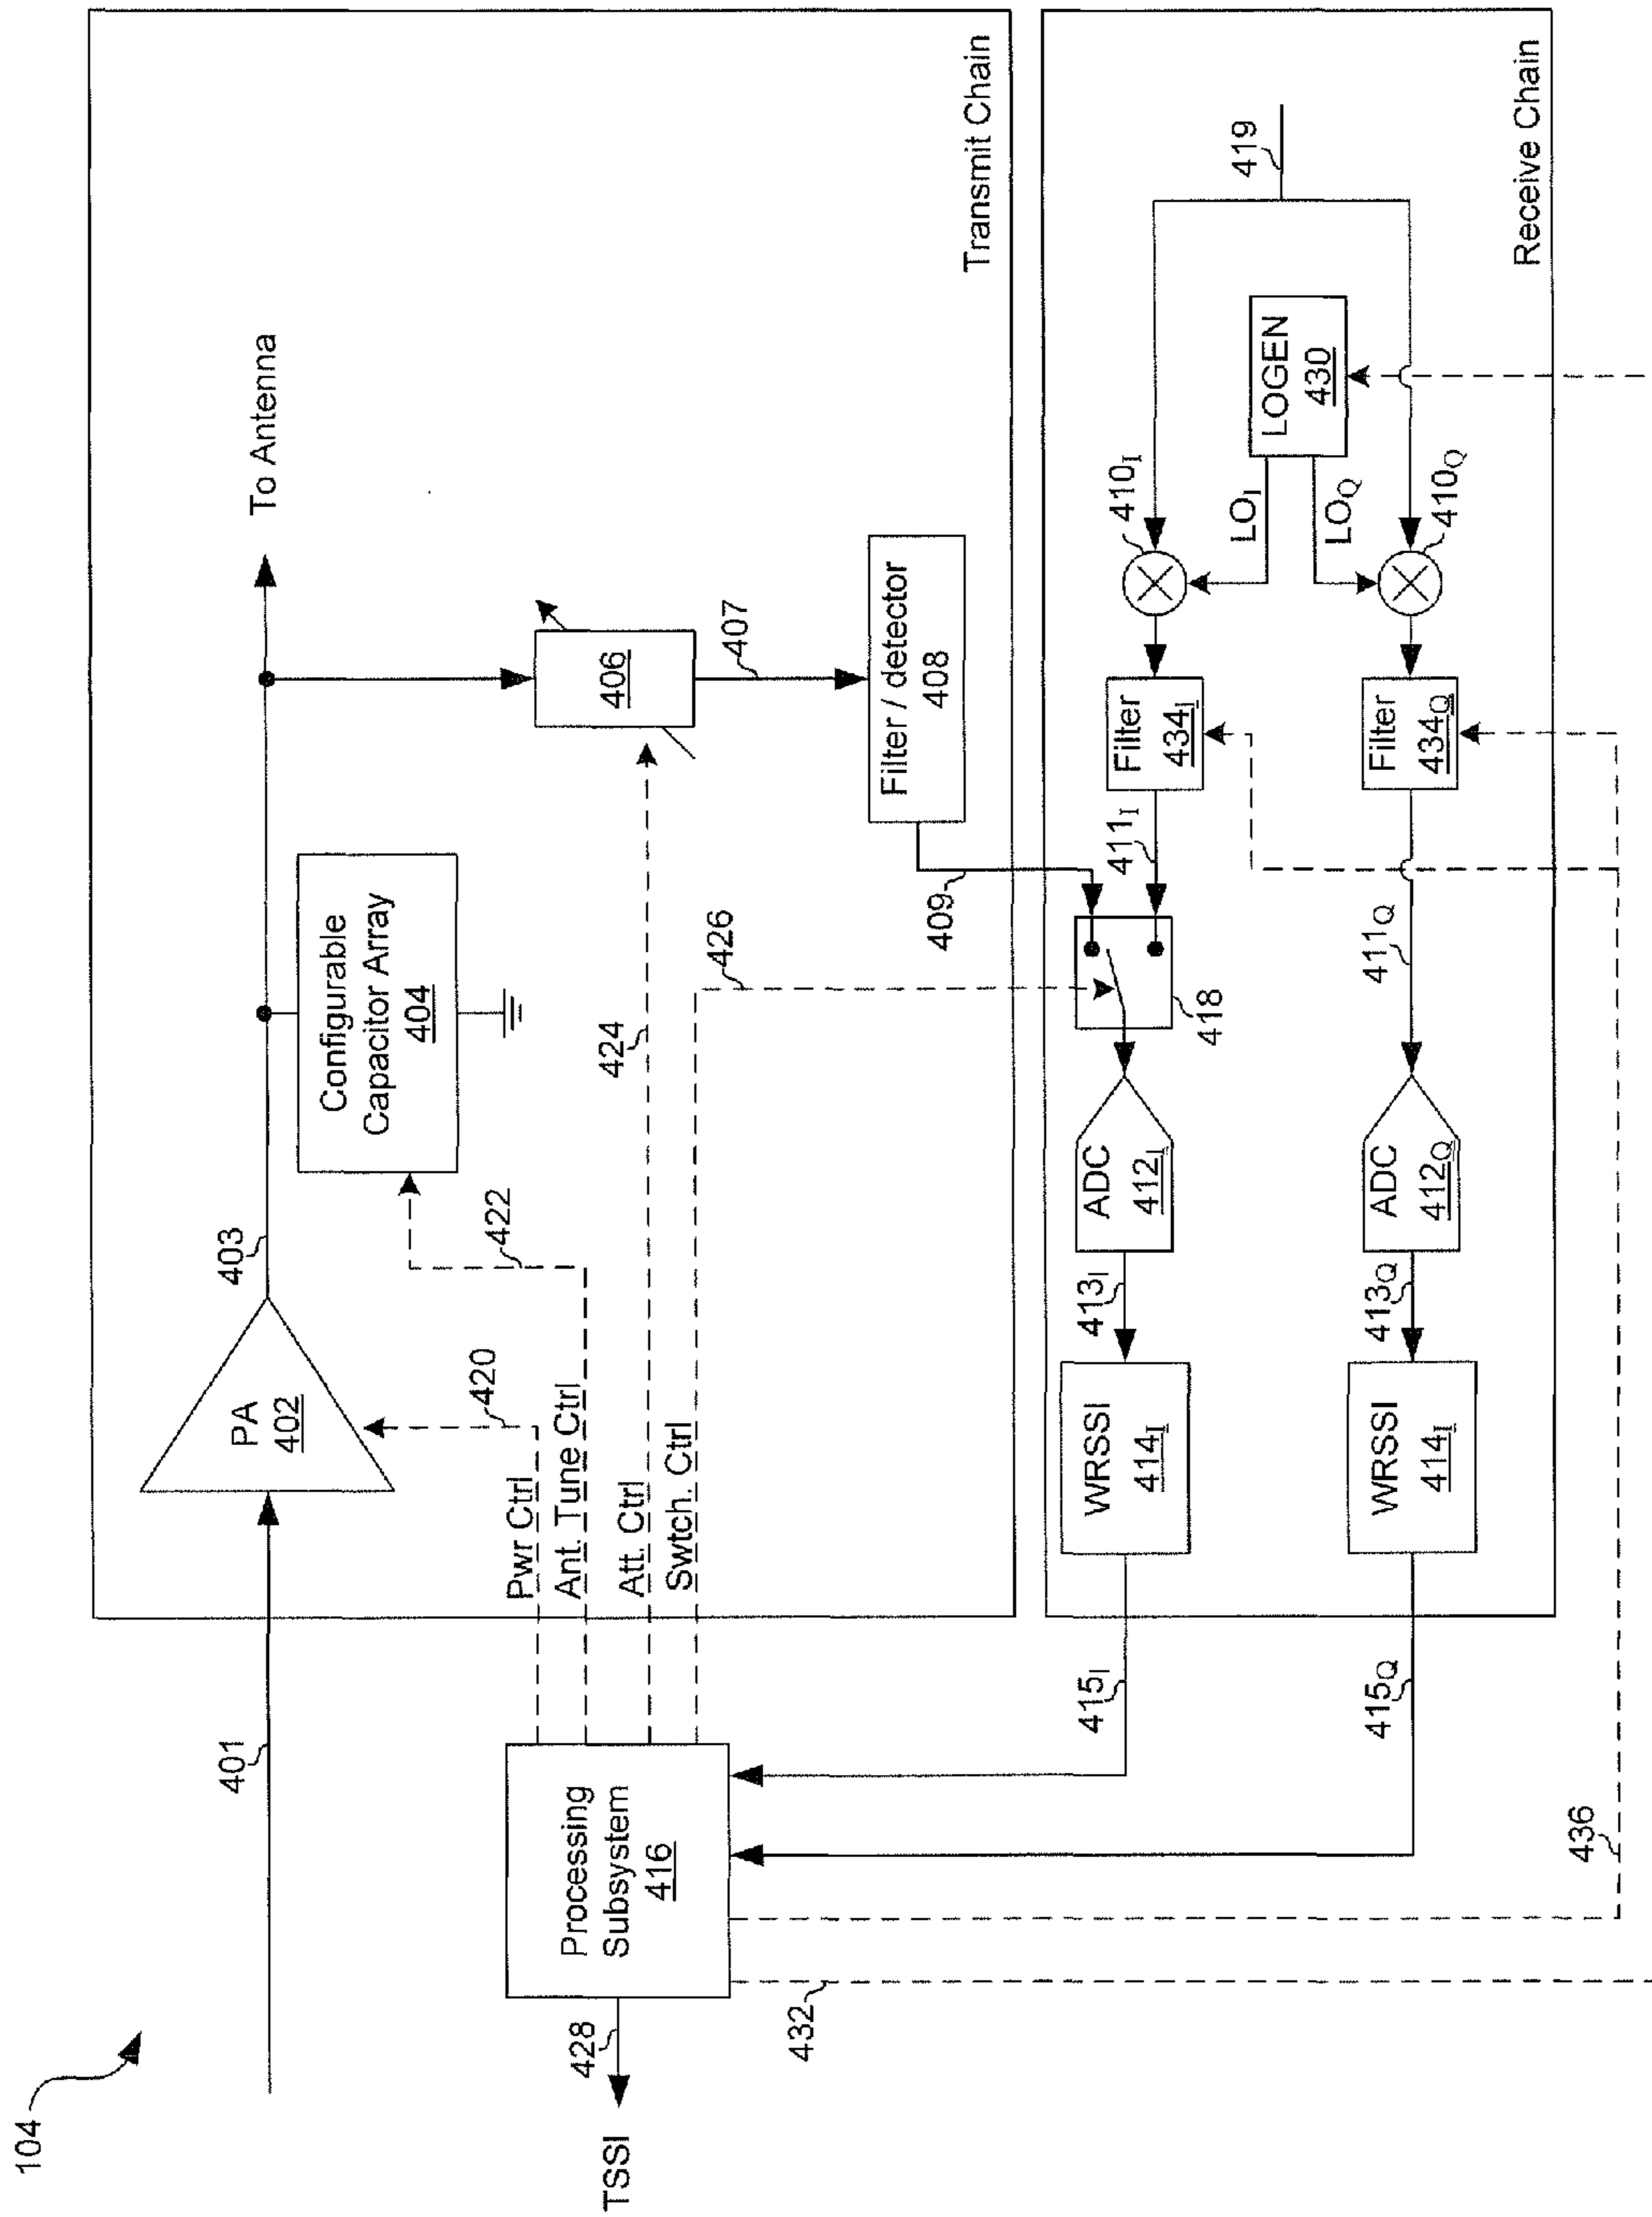 104
401
PA
402
403
To Antenna
Configurable
Capacitor Array
404
420
422
Pwr Ctrl
Ant. Tune Ctrl
Att. Ctrl
Swtch. Ctrl
424
426
406
407
Filter / detector
408
409
Transmit Chain
Processing
Subsystem
416
428
TSSI
432
436
415I
415Q
WRSSI
414I
WRSSI
414I
413I
413Q
ADC
412I
ADC
412Q
418
411I
411Q
Filter
434I
Filter
434Q
410I
410Q
LOI
LOQ
LOGEN
430
419
Receive Chain